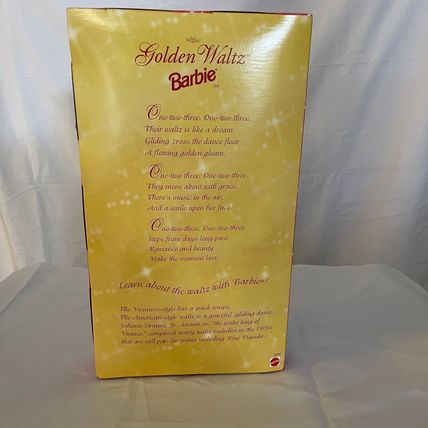 Golden Waltz™
Barbie®
Doll
One-two-three. One-two-three.
Their waltz is like a dream.
Gliding 'cross the dance floor
A flowing golden gleam.
One-two-three. One-two-three.
They move about with grace.
There's music in the air,
And a smile upon her face.
One-two-three. One-two-three.
Steps from days long past.
Romance and beauty
Make the moment last.
Learn about the waltz with Barbie®!
The Viennese-style has a quick tempo.
The American-style waltz is a graceful, gliding dance.
Johann Strauss, Jr., known as "the waltz king of
Vienna," composed many waltz melodies in the 1800s
that are still popular today including Blue Danube.